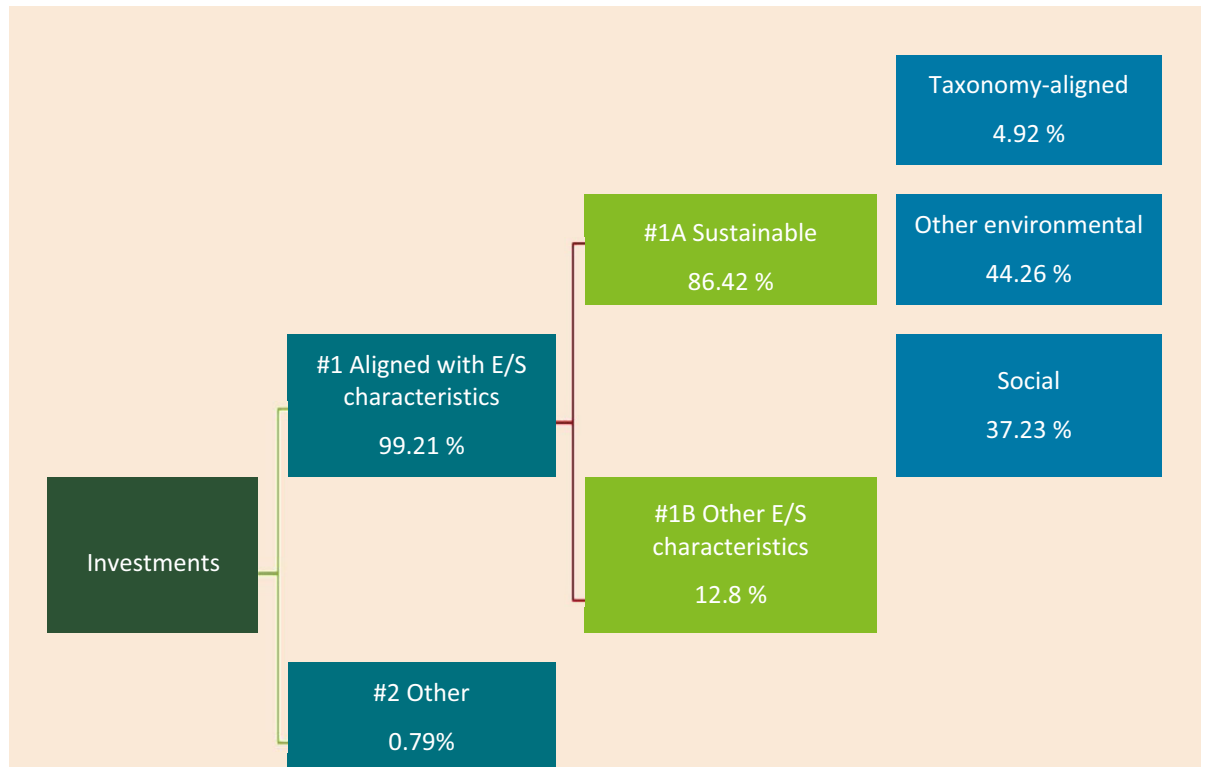 Taxonomy-aligned
4.92 %
#1A Sustainable
86.42 %
Other environmental
44.26 %
#1 Aligned with E/S
characteristics
99.21 %
Social
37.23 %
Investments
#1B Other E/S
characteristics
12.8 %
#2 Other
0.79%